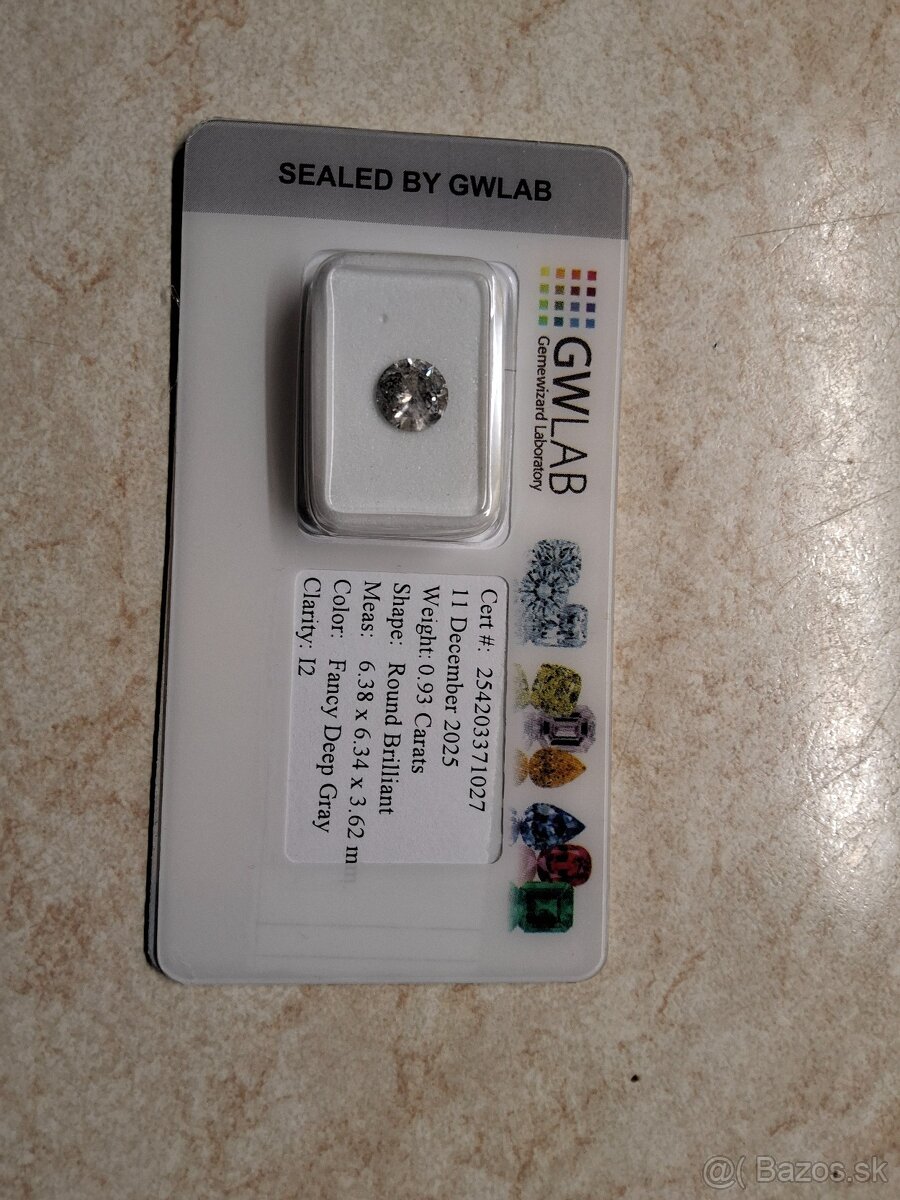 SEALED BY GWLAB
GWLAB
Gemewizard Laboratory
Cert #: 254203371027
11 December 2025
Weight: 0.93 Carats
Shape: Round Brilliant
Meas: 6.38 x 6.34 x 3.62 m
Color: Fancy Deep Gray
Clarity: I2
@( Bazos.sk